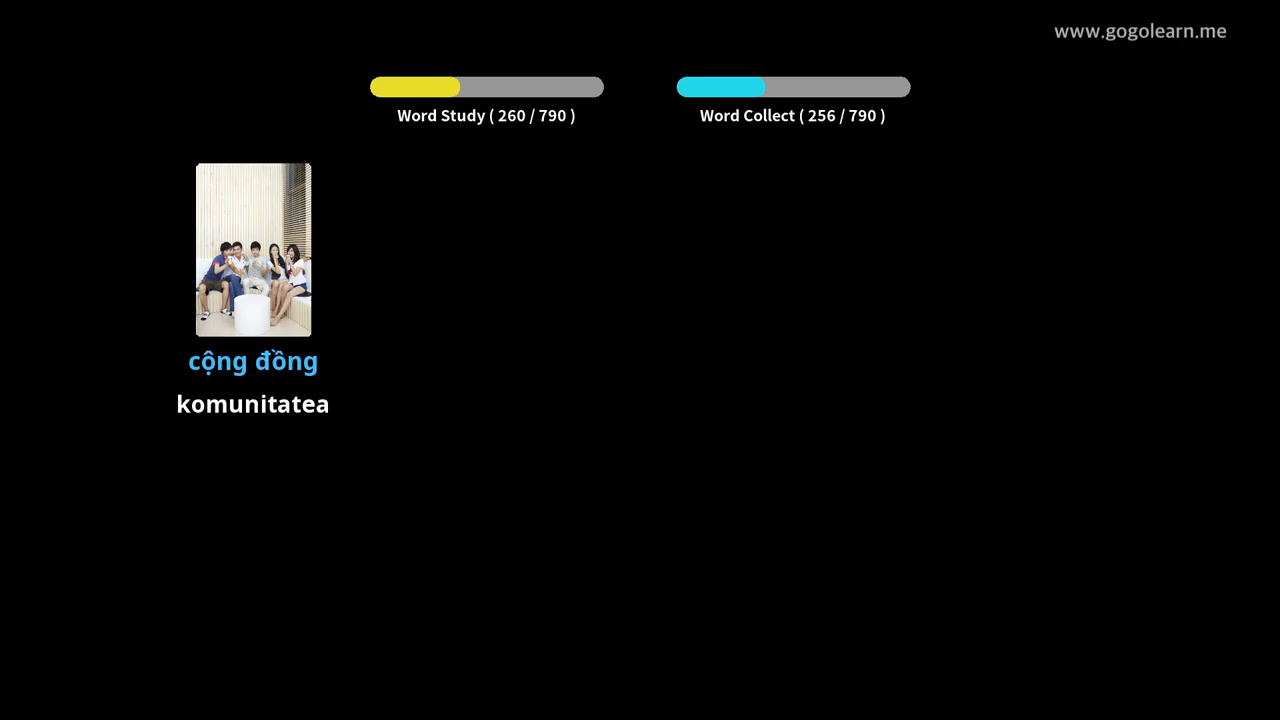 www.gogolearn.me
Word Study ( 260 / 790 )
Word Collect ( 256 / 790 )
cộng đồng
komunitatea